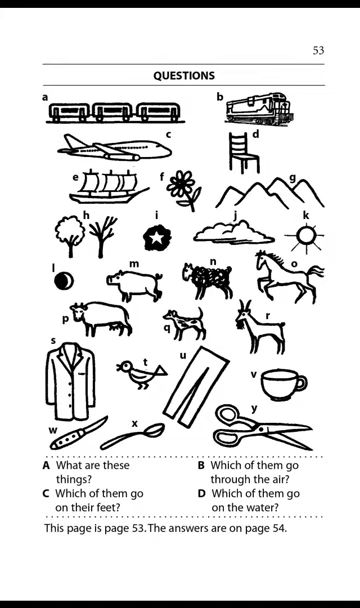 53
QUESTIONS
a
b
c
d
e
f
g
h
i
j
k
l
m
n
o
p
q
r
s
t
u
v
w
x
y
A What are these
things?
B Which of them go
through the air?
C Which of them go
on their feet?
D Which of them go
on the water?
This page is page 53. The answers are on page 54.